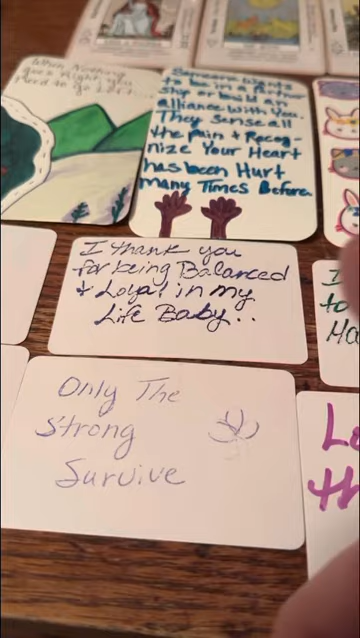 When Nothing
goes Right, you
Need to go Left...
Someone wants
to be in a
ship or build an
alliance with You.
They Sense all
the pain + Recog-
nize Your Heart
has been Hurt
Many Times Before.
I thank you
for being Balanced
+ Loyal in my
Life Baby..
I
to
Only The
Strong
Survive
th